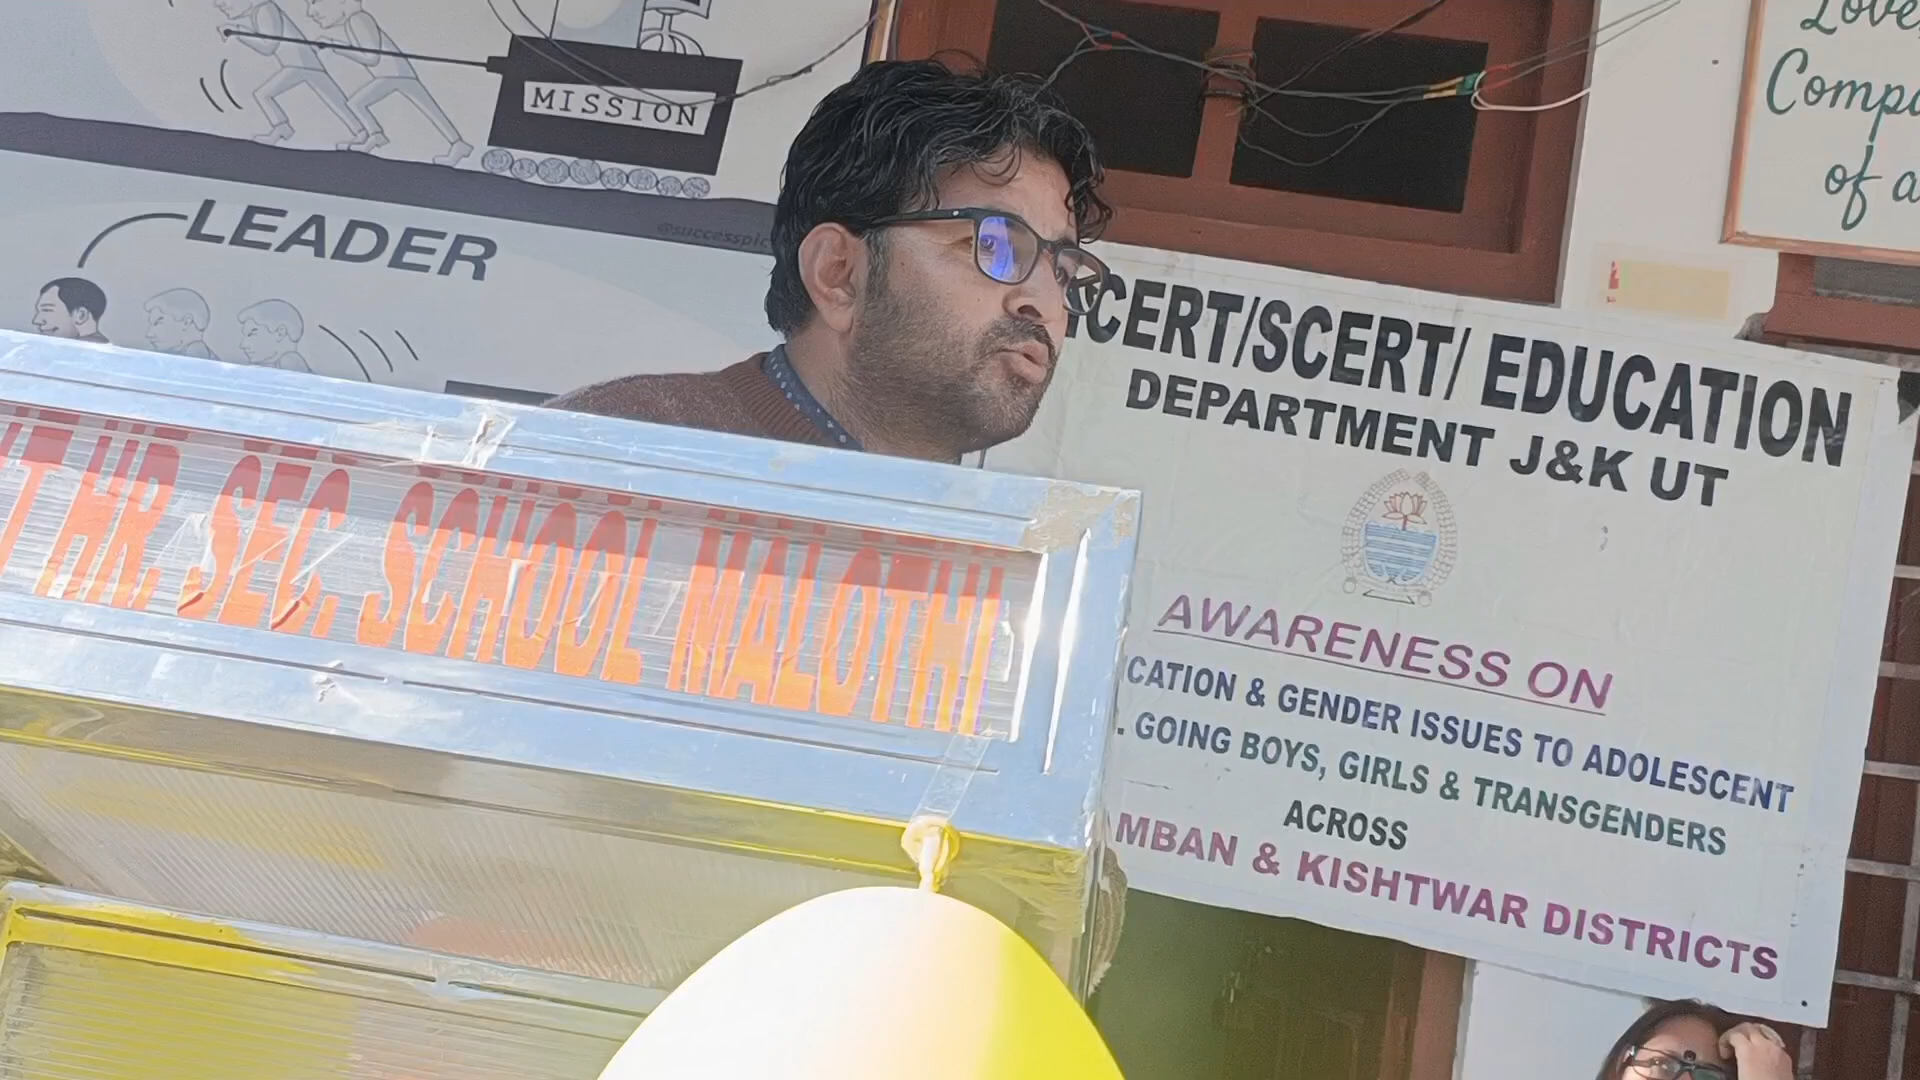 MISSION
LEADER
@successpic
Love
Comp
of a
CERT/SCERT/ EDUCATION
DEPARTMENT J&K UT
AWARENESS ON
CATION & GENDER ISSUES TO ADOLESCENT
. GOING BOYS, GIRLS & TRANSGENDERS
ACROSS
MBAN & KISHTWAR DISTRICTS
T HR. SEC. SCHOOL MALOTHI